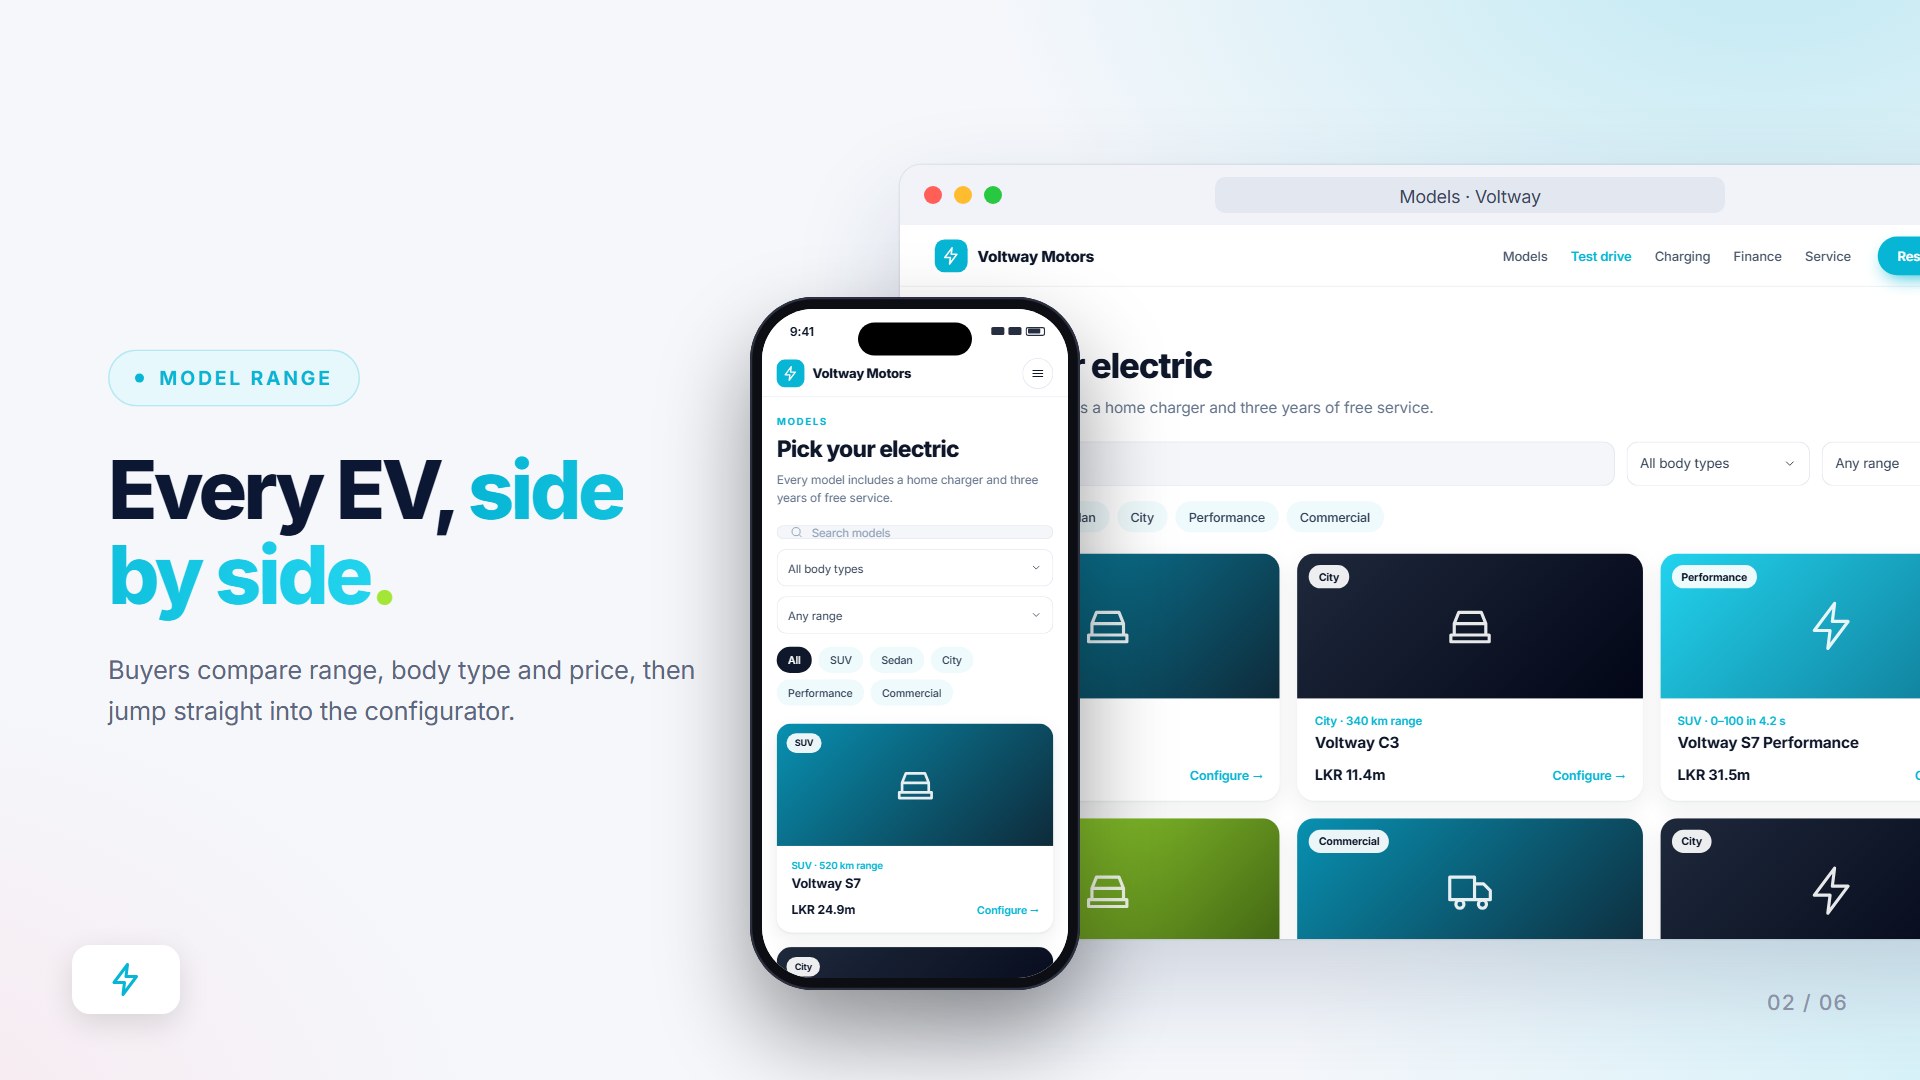 MODEL RANGE
Every EV, side
by side.
Buyers compare range, body type and price, then
jump straight into the configurator.
9:41
Voltway Motors
MODELS
Pick your electric
Every model includes a home charger and three
years of free service.
Search models
All body types
Any range
All SUV Sedan City
Performance Commercial
SUV
SUV · 520 km range
Voltway S7
LKR 24.9m Configure →
City
Models · Voltway
Voltway Motors Models Test drive Charging Finance Service
electric
a home charger and three years of free service.
All body types Any range
City Performance Commercial
City Performance
City · 340 km range SUV · 0–100 in 4.2 s
Voltway C3 Voltway S7 Performance
Configure → LKR 11.4m Configure → LKR 31.5m
Commercial City
02 / 06